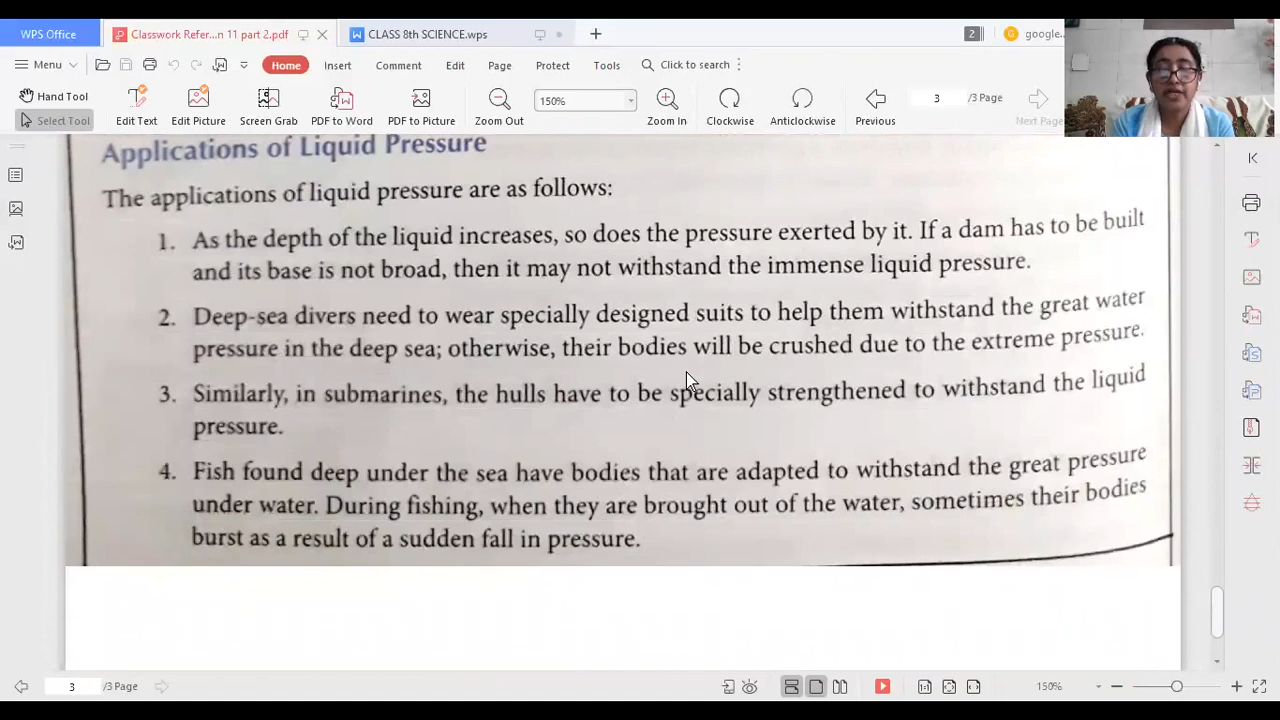 WPS Office
Classwork Refer...n 11 part 2.pdf
CLASS 8th SCIENCE.wps
2
google...
Menu
Home
Insert
Comment
Edit
Page
Protect
Tools
Click to search
Hand Tool
Select Tool
Edit Text
Edit Picture
Screen Grab
PDF to Word
PDF to Picture
Zoom Out
150%
Zoom In
Clockwise
Anticlockwise
Previous
3
/3 Page
Next Page
Applications of Liquid Pressure
The applications of liquid pressure are as follows:
1. As the depth of the liquid increases, so does the pressure exerted by it. If a dam has to be built
and its base is not broad, then it may not withstand the immense liquid pressure.
2. Deep-sea divers need to wear specially designed suits to help them withstand the great water
pressure in the deep sea; otherwise, their bodies will be crushed due to the extreme pressure.
3. Similarly, in submarines, the hulls have to be specially strengthened to withstand the liquid
pressure.
4. Fish found deep under the sea have bodies that are adapted to withstand the great pressure
under water. During fishing, when they are brought out of the water, sometimes their bodies
burst as a result of a sudden fall in pressure.
3
/3 Page
150%